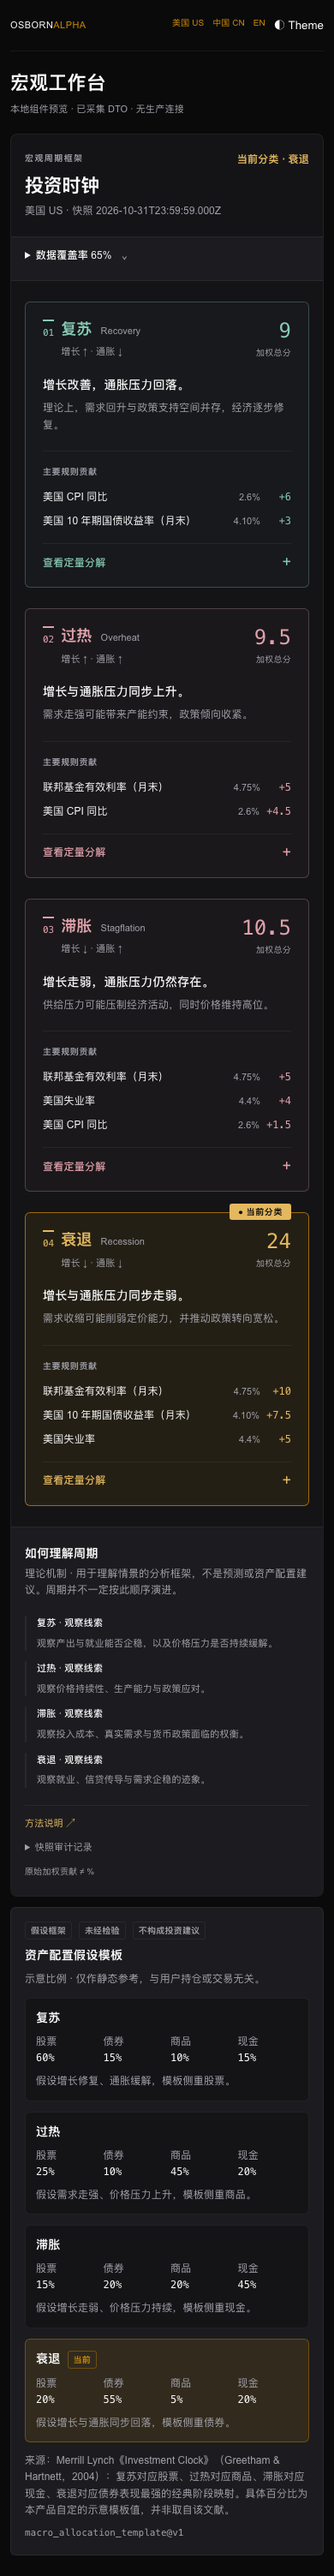 OSBORNALPHA 美国 US 中国 CN EN Theme
宏观工作台
本地组件预览 · 已采集 DTO · 无生产连接
宏观周期框架
当前分类 · 衰退
投资时钟
美国 US · 快照 2026-10-31T23:59:59.000Z
数据覆盖率 65%
01 复苏 Recovery 9
增长 ↑ · 通胀 ↓ 加权总分
增长改善，通胀压力回落。
理论上，需求回升与政策支持空间并存，经济逐步修
复。
主要规则贡献
美国 CPI 同比 2.6% +6
美国 10 年期国债收益率（月末） 4.10% +3
查看定量分解 +
02 过热 Overheat 9.5
增长 ↑ · 通胀 ↑ 加权总分
增长与通胀压力同步上升。
需求走强可能带来产能约束，政策倾向收紧。
主要规则贡献
联邦基金有效利率（月末） 4.75% +5
美国 CPI 同比 2.6% +4.5
查看定量分解 +
03 滞胀 Stagflation 10.5
增长 ↓ · 通胀 ↑ 加权总分
增长走弱，通胀压力仍然存在。
供给压力可能压制经济活动，同时价格维持高位。
主要规则贡献
联邦基金有效利率（月末） 4.75% +5
美国失业率 4.4% +4
美国 CPI 同比 2.6% +1.5
查看定量分解 +
• 当前分类
04 衰退 Recession 24
增长 ↓ · 通胀 ↓ 加权总分
增长与通胀压力同步走弱。
需求收缩可能削弱定价能力，并推动政策转向宽松。
主要规则贡献
联邦基金有效利率（月末） 4.75% +10
美国 10 年期国债收益率（月末） 4.10% +7.5
美国失业率 4.4% +5
查看定量分解 +
如何理解周期
理论机制 · 用于理解情景的分析框架，不是预测或资产配置建
议。周期并不一定按此顺序演进。
复苏 · 观察线索
观察产出与就业能否企稳，以及价格压力是否持续缓解。
过热 · 观察线索
观察价格持续性、生产能力与政策应对。
滞胀 · 观察线索
观察投入成本、真实需求与货币政策面临的权衡。
衰退 · 观察线索
观察就业、信贷传导与需求企稳的迹象。
方法说明 ↗
快照审计记录
原始加权贡献 ≠ %
假设框架 未经检验 不构成投资建议
资产配置假设模板
示意比例 · 仅作静态参考，与用户持仓或交易无关。
复苏
股票 债券 商品 现金
60% 15% 10% 15%
假设增长修复、通胀缓解，模板侧重股票。
过热
股票 债券 商品 现金
25% 10% 45% 20%
假设需求走强、价格压力上升，模板侧重商品。
滞胀
股票 债券 商品 现金
15% 20% 20% 45%
假设增长走弱、价格压力持续，模板侧重现金。
衰退 当前
股票 债券 商品 现金
20% 55% 5% 20%
假设增长与通胀同步回落，模板侧重债券。
来源：Merrill Lynch《Investment Clock》（Greetham &
Hartnett，2004）：复苏对应股票、过热对应商品、滞胀对应
现金、衰退对应债券表现最强的经典阶段映射。具体百分比为
本产品自定的示意模板值，并非取自该文献。
macro_allocation_template@v1